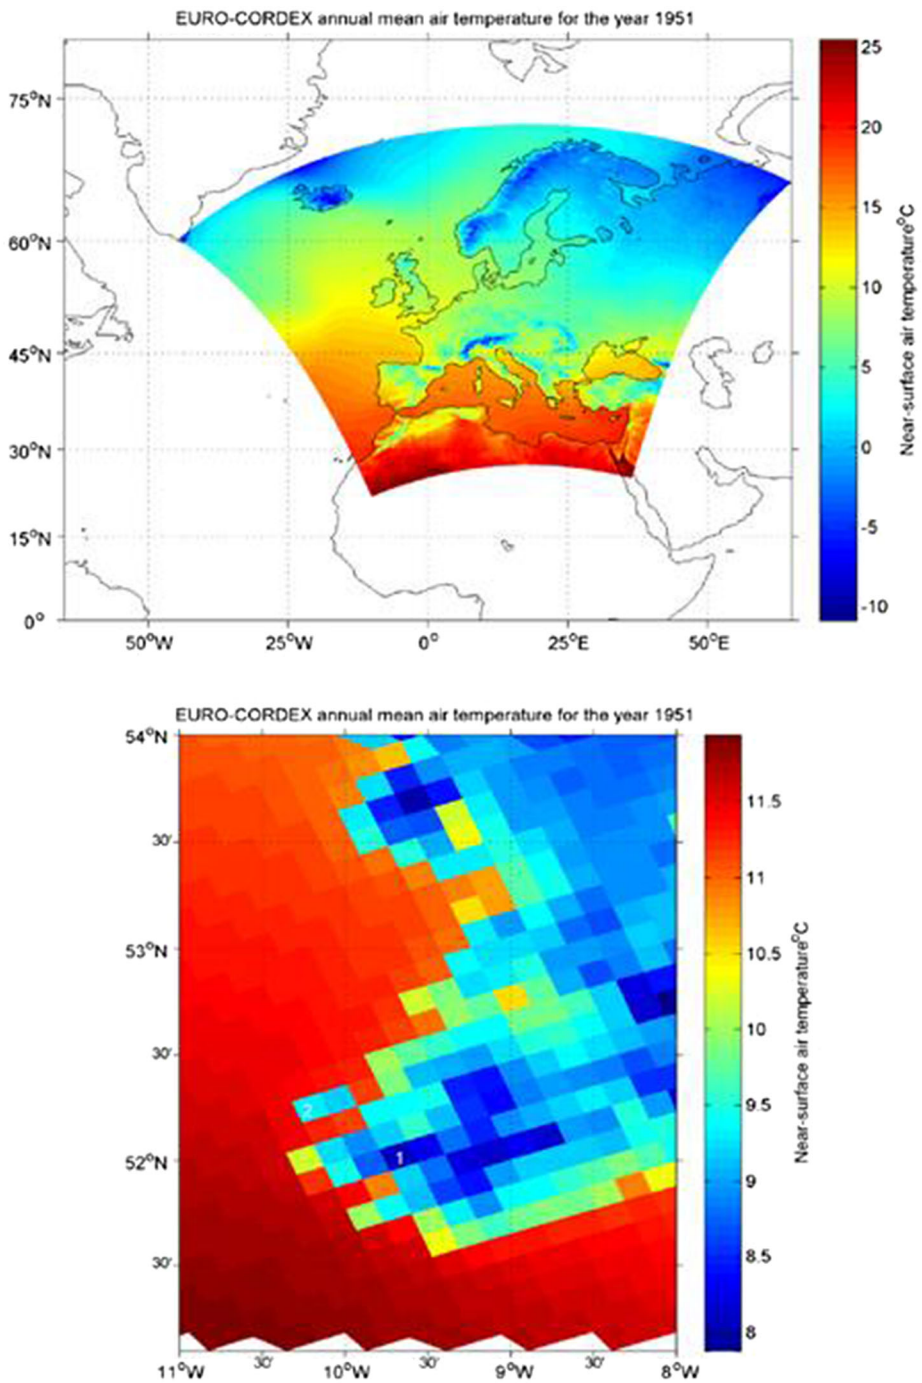 EURO-CORDEX annual mean air temperature for the year 1951
75°N
60°N
45°N
30°N
15°N
0°
50°W
25°W
0°
25°E
50°E
25
20
15
10
5
0
-5
-10
Near-surface air temperature°C
EURO-CORDEX annual mean air temperature for the year 1951
54°N
30'
53°N
30'
52°N
30'
11°W
30'
10°W
30'
9°W
30'
8°W
2
1
11.5
11
10.5
10
9.5
9
8.5
8
Near-surface air temperature°C